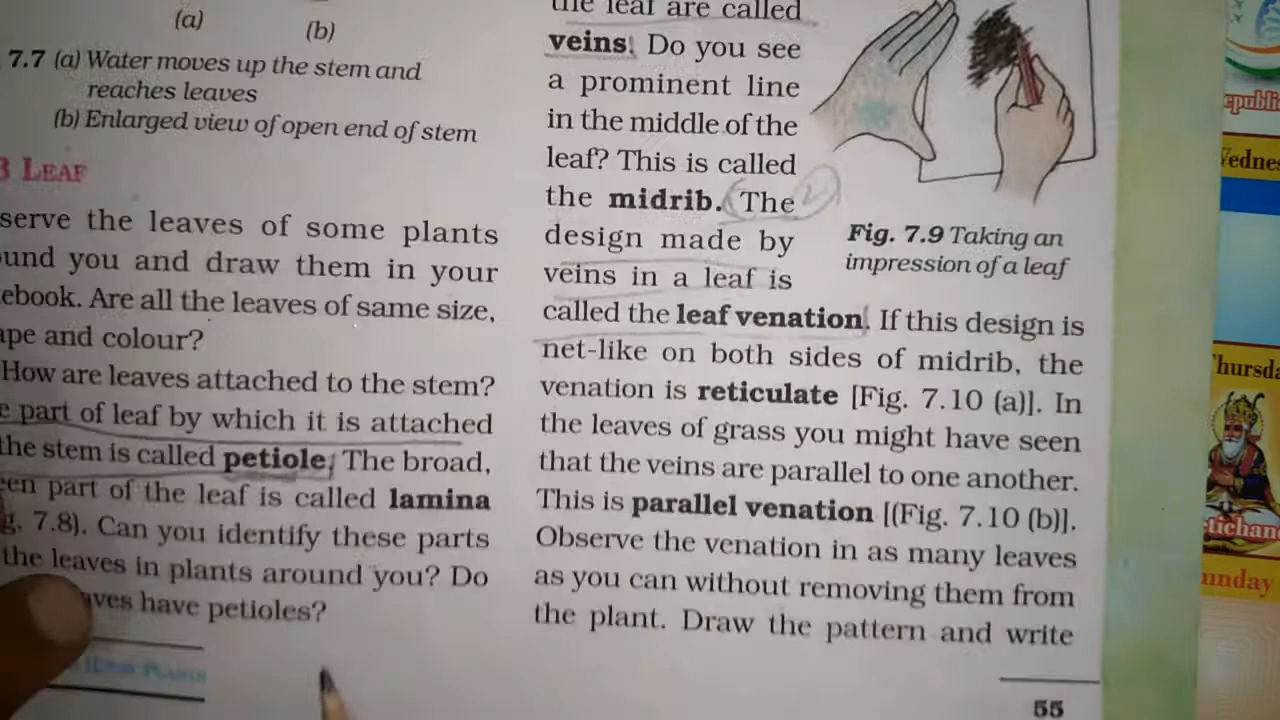 (a)
(b)
7.7 (a) Water moves up the stem and
reaches leaves
(b) Enlarged view of open end of stem
LEAF
serve the leaves of some plants
und you and draw them in your
ebook. Are all the leaves of same size,
ape and colour?
How are leaves attached to the stem?
e part of leaf by which it is attached
the stem is called petiole. The broad,
een part of the leaf is called lamina
g. 7.8). Can you identify these parts
the leaves in plants around you? Do
aves have petioles?
PLANTS
the leaf are called
veins. Do you see
a prominent line
in the middle of the
leaf? This is called
the midrib. The
design made by
veins in a leaf is
called the leaf venation. If this design is
net-like on both sides of midrib, the
venation is reticulate [Fig. 7.10 (a)]. In
the leaves of grass you might have seen
that the veins are parallel to one another.
This is parallel venation [(Fig. 7.10 (b)].
Observe the venation in as many leaves
as you can without removing them from
the plant. Draw the pattern and write
Fig. 7.9 Taking an
impression of a leaf
55
epubli
Wednes
Thursda
tichan
unday